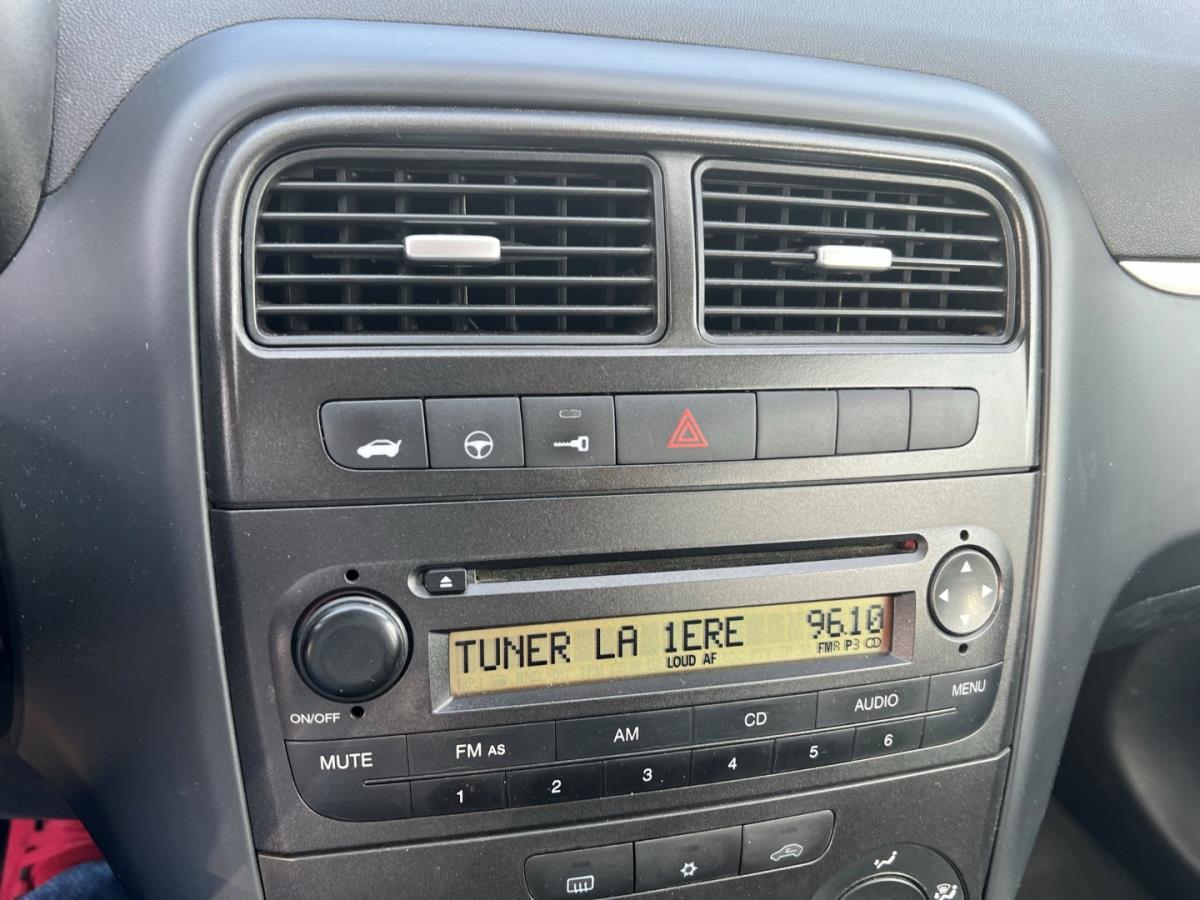 TUNER LA 1ERE 96.10
LOUD AF FMA P3
ON/OFF
MUTE FM AS AM CD AUDIO MENU
1 2 3 4 5 6